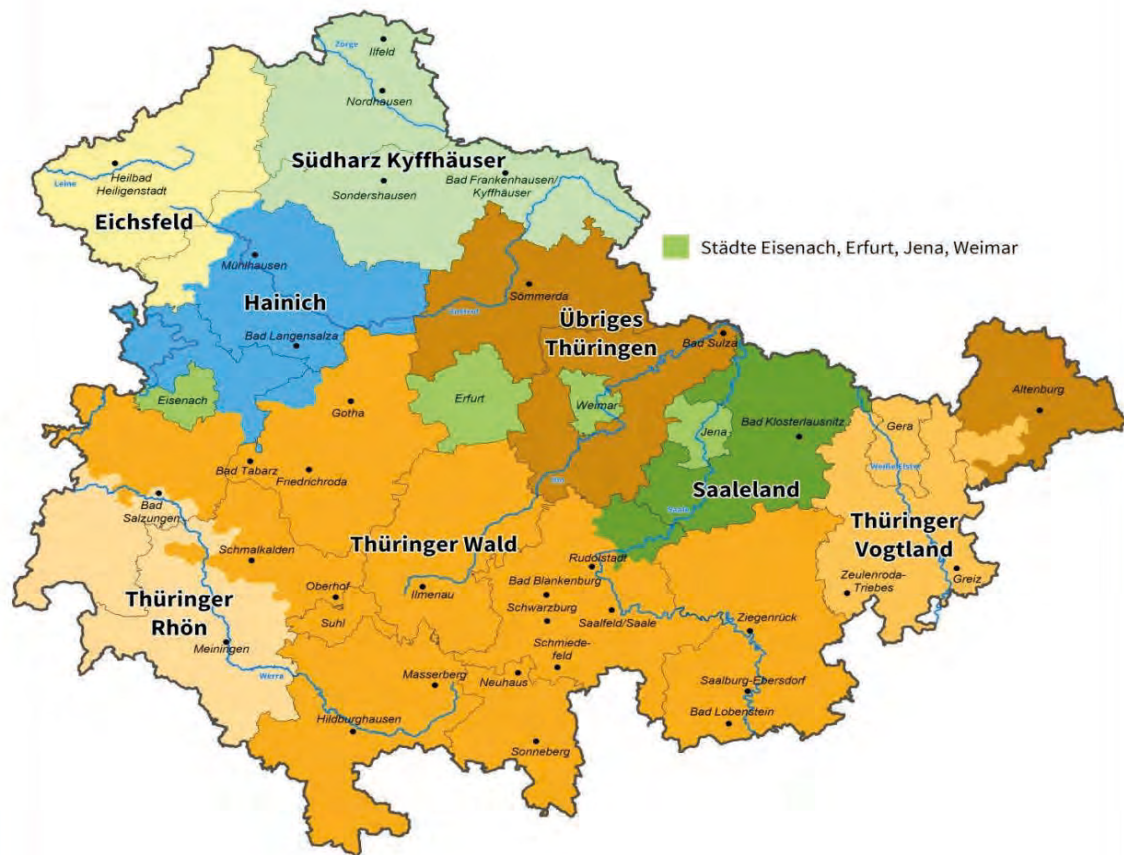 Zorge
Ilfeld
Nordhausen
Südharz Kyffhäuser
Bad Frankenhausen/
Kyffhäuser
Sondershausen
Leine
Heilbad
Heiligenstadt
Eichsfeld
Städte Eisenach, Erfurt, Jena, Weimar
Mühlhausen
Hainich
Bad Langensalza
Unstrut
Sömmerda
Übriges
Thüringen
Bad Sulza
Eisenach
Erfurt
Weimar
Gotha
Jena
Bad Klosterlausnitz
Gera
Altenburg
Weiße Elster
Bad Tabarz
Friedrichroda
Ilm
Saaleland
Saale
Bad
Salzungen
Schmalkalden
Thüringer Wald
Thüringer
Vogtland
Rudolstadt
Bad Blankenburg
Schwarzburg
Saalfeld/Saale
Zeulenroda-
Triebes
Greiz
Oberhof
Suhl
Ilmenau
Thüringer
Rhön
Meiningen
Werra
Ziegenrück
Schmiede-
feld
Masserberg
Neuhaus
Saalburg-Ebersdorf
Bad Lobenstein
Hildburghausen
Sonneberg